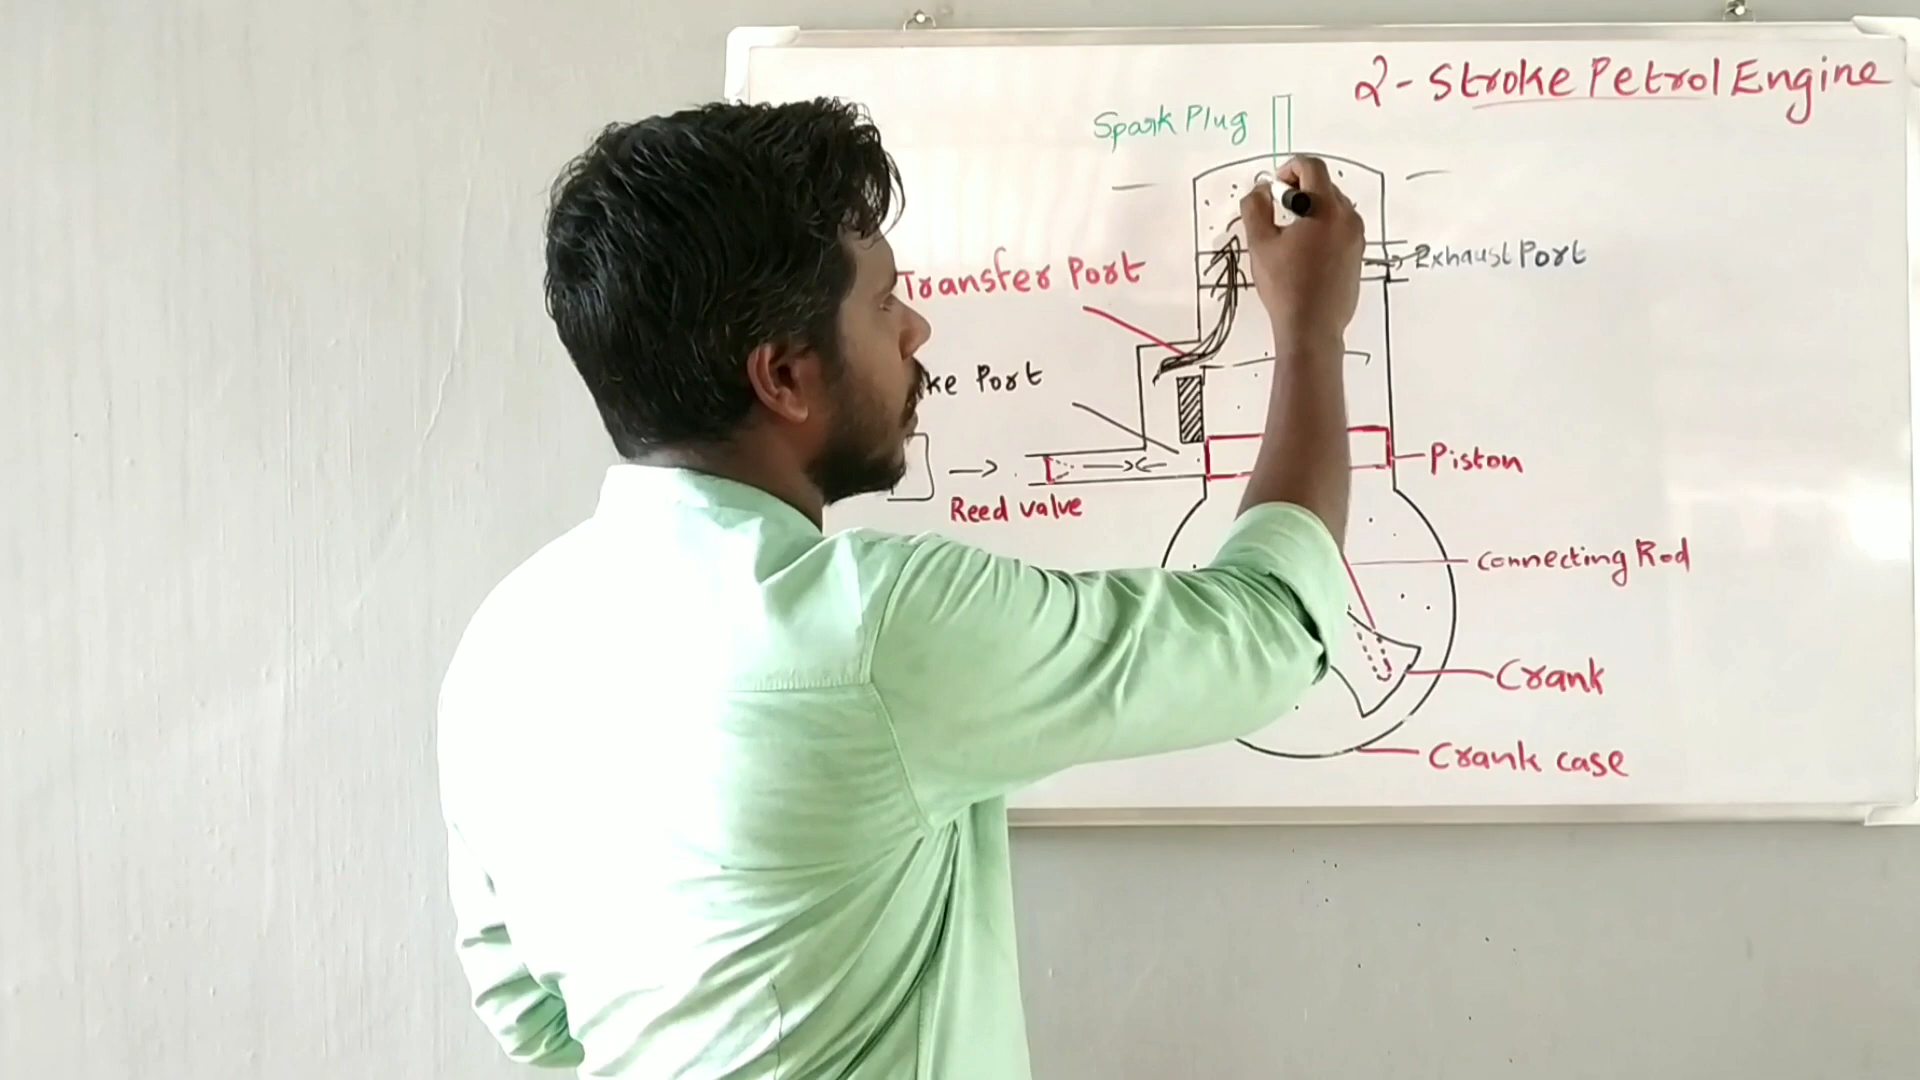 2-Stroke Petrol Engine
Spark Plug
Exhaust Port
Transfer Port
ke Port
Piston
Reed valve
Connecting Rod
Crank
Crank case